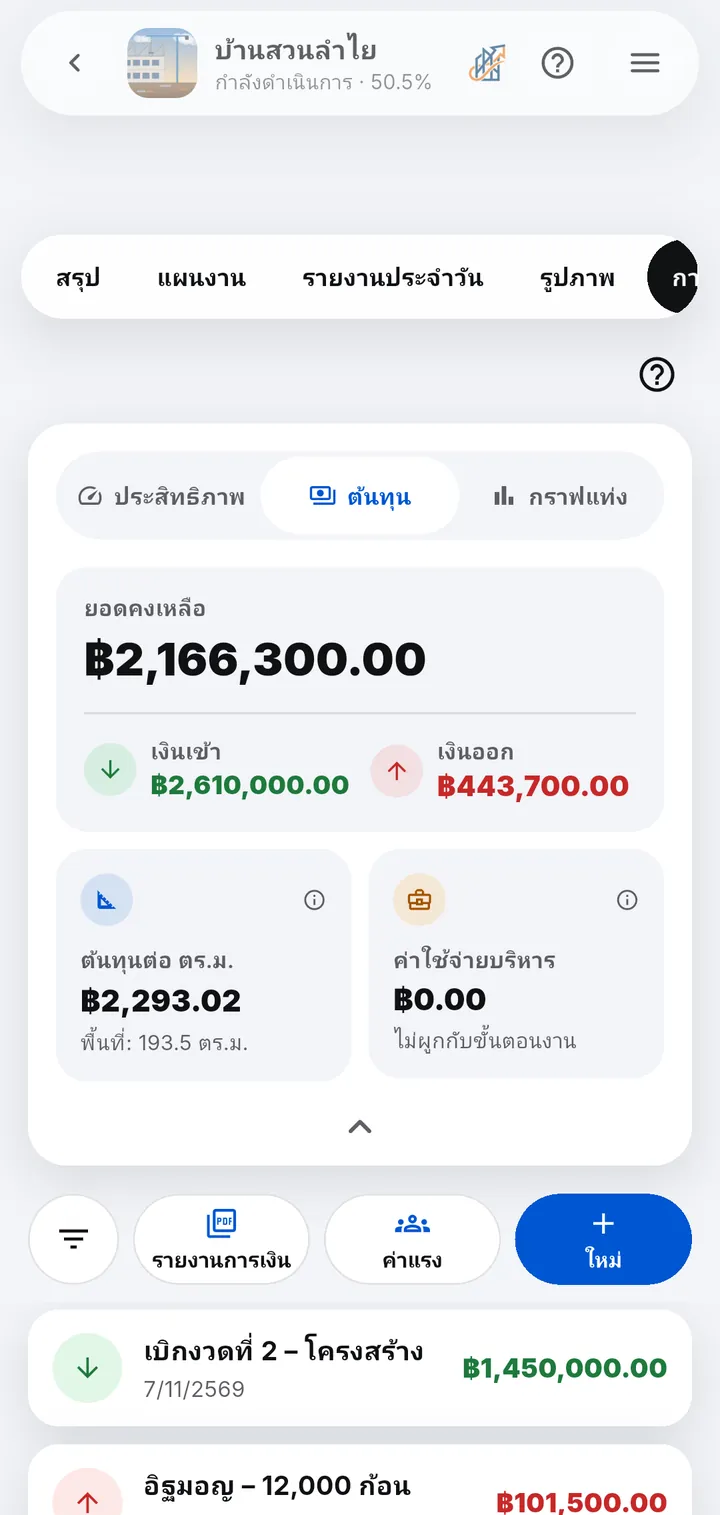 บ้านสวนลำไย
กำลังดำเนินการ · 50.5%
สรุป
แผนงาน
รายงานประจำวัน
รูปภาพ
กา
ประสิทธิภาพ
ต้นทุน
กราฟแท่ง
ยอดคงเหลือ
฿2,166,300.00
เงินเข้า
฿2,610,000.00
เงินออก
฿443,700.00
ต้นทุนต่อ ตร.ม.
฿2,293.02
พื้นที่: 193.5 ตร.ม.
ค่าใช้จ่ายบริหาร
฿0.00
ไม่ผูกกับขั้นตอนงาน
PDF
รายงานการเงิน
ค่าแรง
ใหม่
เบิกงวดที่ 2 – โครงสร้าง
7/11/2569
฿1,450,000.00
อิฐมอญ – 12,000 ก้อน
฿101,500.00